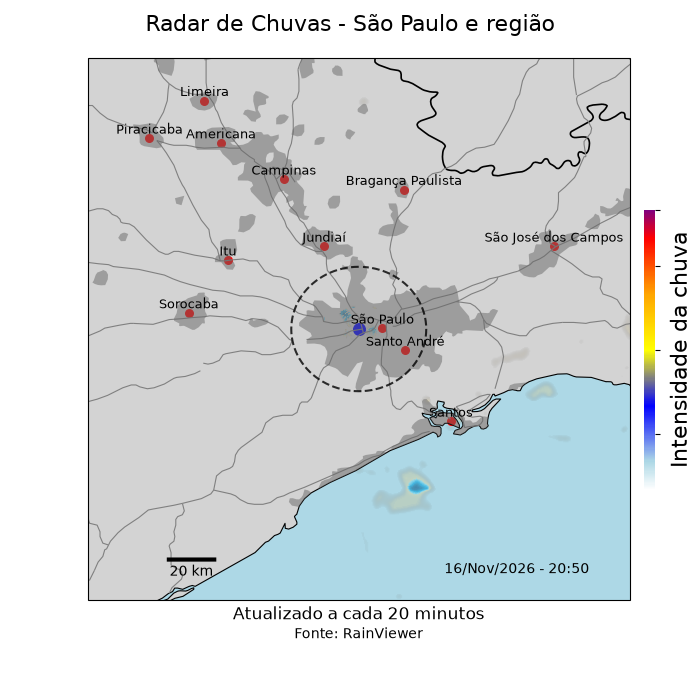 Radar de Chuvas - São Paulo e região
Limeira
Piracicaba
Americana
Campinas
Bragança Paulista
Jundiaí
São José dos Campos
Itu
Sorocaba
São Paulo
Santo André
Santos
Intensidade da chuva
20 km
16/Nov/2026 - 20:50
Atualizado a cada 20 minutos
Fonte: RainViewer